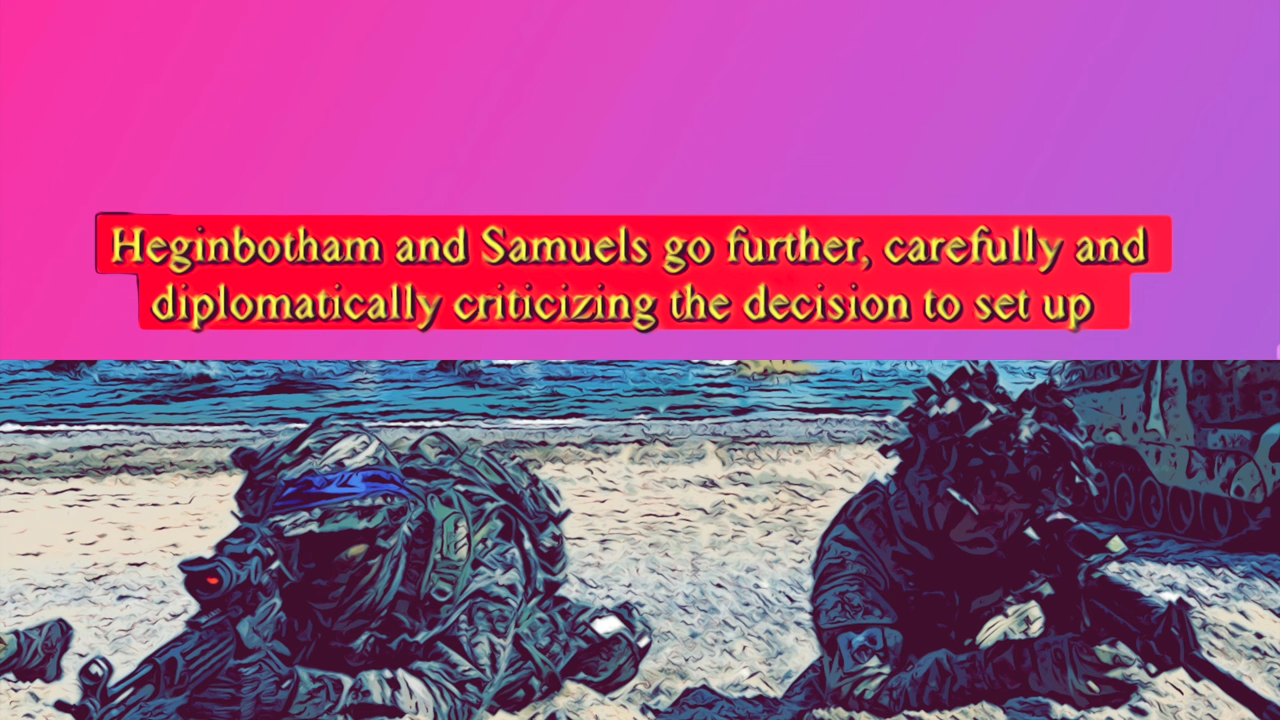 Heginbotham and Samuels go further, carefully and
diplomatically criticizing the decision to set up